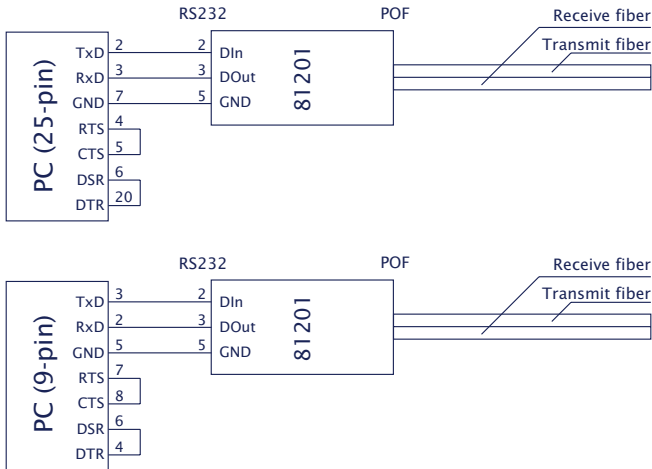 RS232 POF Receive fiber
Transmit fiber
TxD 2 2 DIn
RxD 3 3 DOut
GND 7 5 GND
RTS 4
CTS 5
DSR 6
DTR 20
PC (25-pin)
81201
RS232 POF Receive fiber
Transmit fiber
TxD 3 2 DIn
RxD 2 3 DOut
GND 5 5 GND
RTS 7
CTS 8
DSR 6
DTR 4
PC (9-pin)
81201